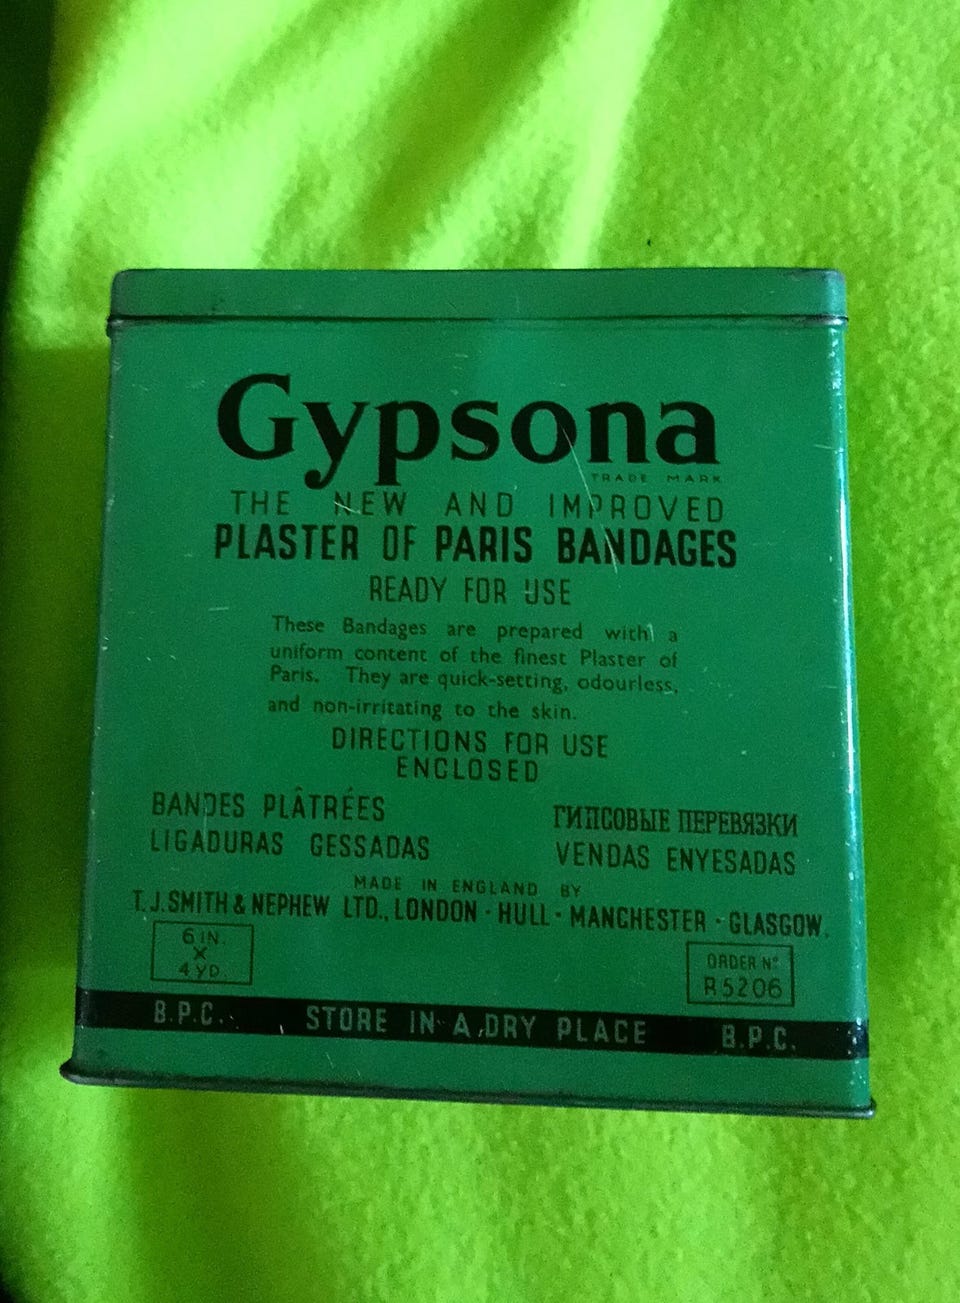 Gypsona
TRADE MARK
THE NEW AND IMPROVED
PLASTER OF PARIS BANDAGES
READY FOR USE
These Bandages are prepared with a
uniform content of the finest Plaster of
Paris. They are quick-setting, odourless,
and non-irritating to the skin.
DIRECTIONS FOR USE
ENCLOSED
BANDES PLÂTRÉES
LIGADURAS GESSADAS
ГИПСОВЫЕ ПЕРЕВЯЗКИ
VENDAS ENYESADAS
MADE IN ENGLAND BY
T.J.SMITH & NEPHEW LTD., LONDON · HULL · MANCHESTER · GLASGOW.
6 IN.
X
4 YD.
ORDER Nº
R5206
B.P.C. STORE IN A DRY PLACE B.P.C.